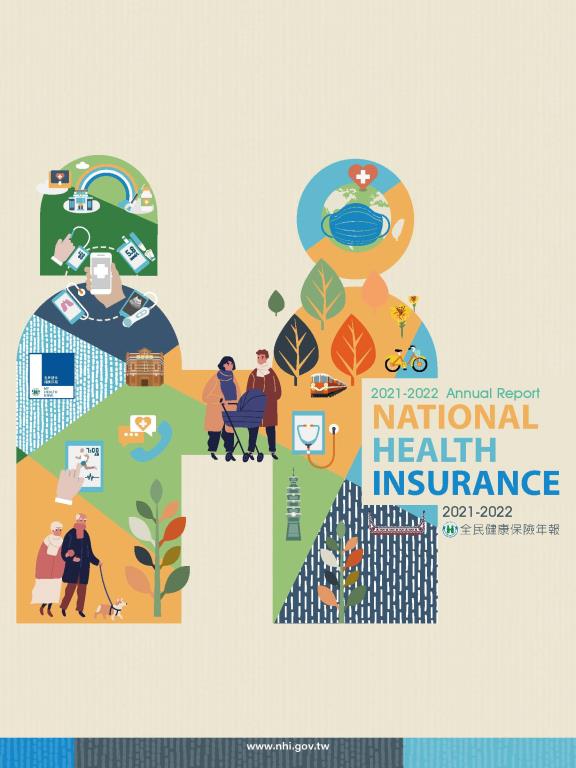 2021-2022 Annual Report
NATIONAL
HEALTH
INSURANCE
2021-2022
全民健康保險年報
www.nhi.gov.tw